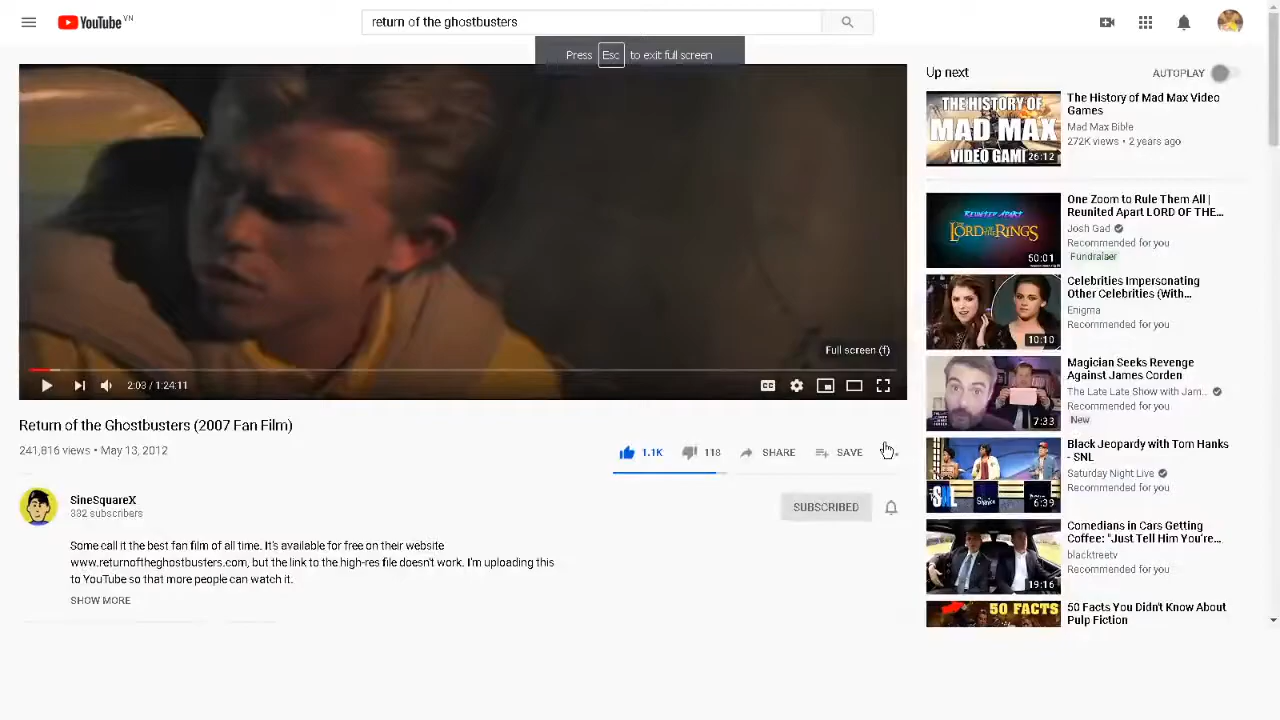 YouTube VN
return of the ghostbusters
Press Esc to exit full screen
Full screen (f)
2:03 / 1:24:11
CC
Return of the Ghostbusters (2007 Fan Film)
241,816 views • May 13, 2012
1.1K 118 SHARE SAVE
SineSquareX
332 subscribers
SUBSCRIBED
Some call it the best fan film of all time. It's available for free on their website
www.returnoftheghostbusters.com, but the link to the high-res file doesn't work. I'm uploading this
to YouTube so that more people can watch it.
SHOW MORE
Up next
AUTOPLAY
THE HISTORY OF
MAD MAX
VIDEO GAM
26:12
The History of Mad Max Video
Games
Mad Max Bible
272K views • 2 years ago
REUNITED APART
LORD OF THE RINGS
50:01
One Zoom to Rule Them All |
Reunited Apart LORD OF THE...
Josh Gad
Recommended for you
Fundraiser
10:10
Celebrities Impersonating
Other Celebrities (With...
Enigma
Recommended for you
7:33
Magician Seeks Revenge
Against James Corden
The Late Late Show with Jam...
Recommended for you
New
6:39
Black Jeopardy with Tom Hanks
- SNL
Saturday Night Live
Recommended for you
19:16
Comedians in Cars Getting
Coffee: "Just Tell Him You're...
blacktreetv
Recommended for you
50 FACTS
50 Facts You Didn't Know About
Pulp Fiction